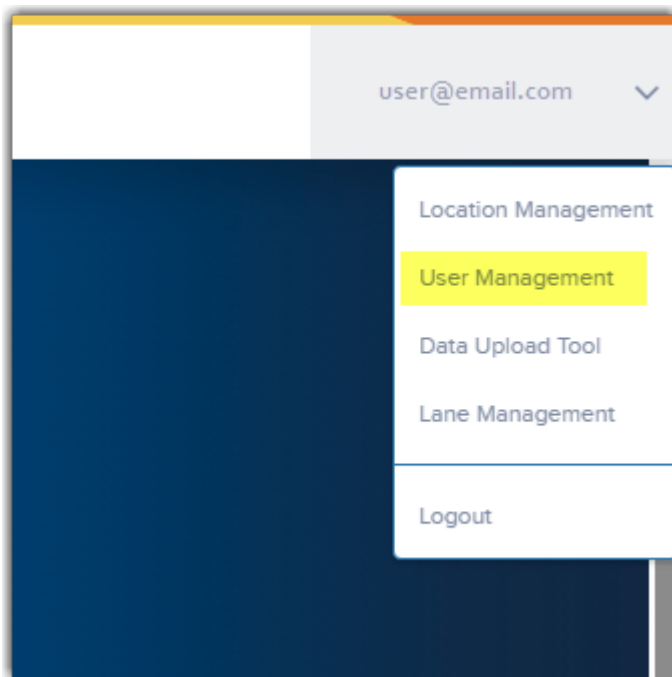 user@email.com
Location Management
User Management
Data Upload Tool
Lane Management
Logout